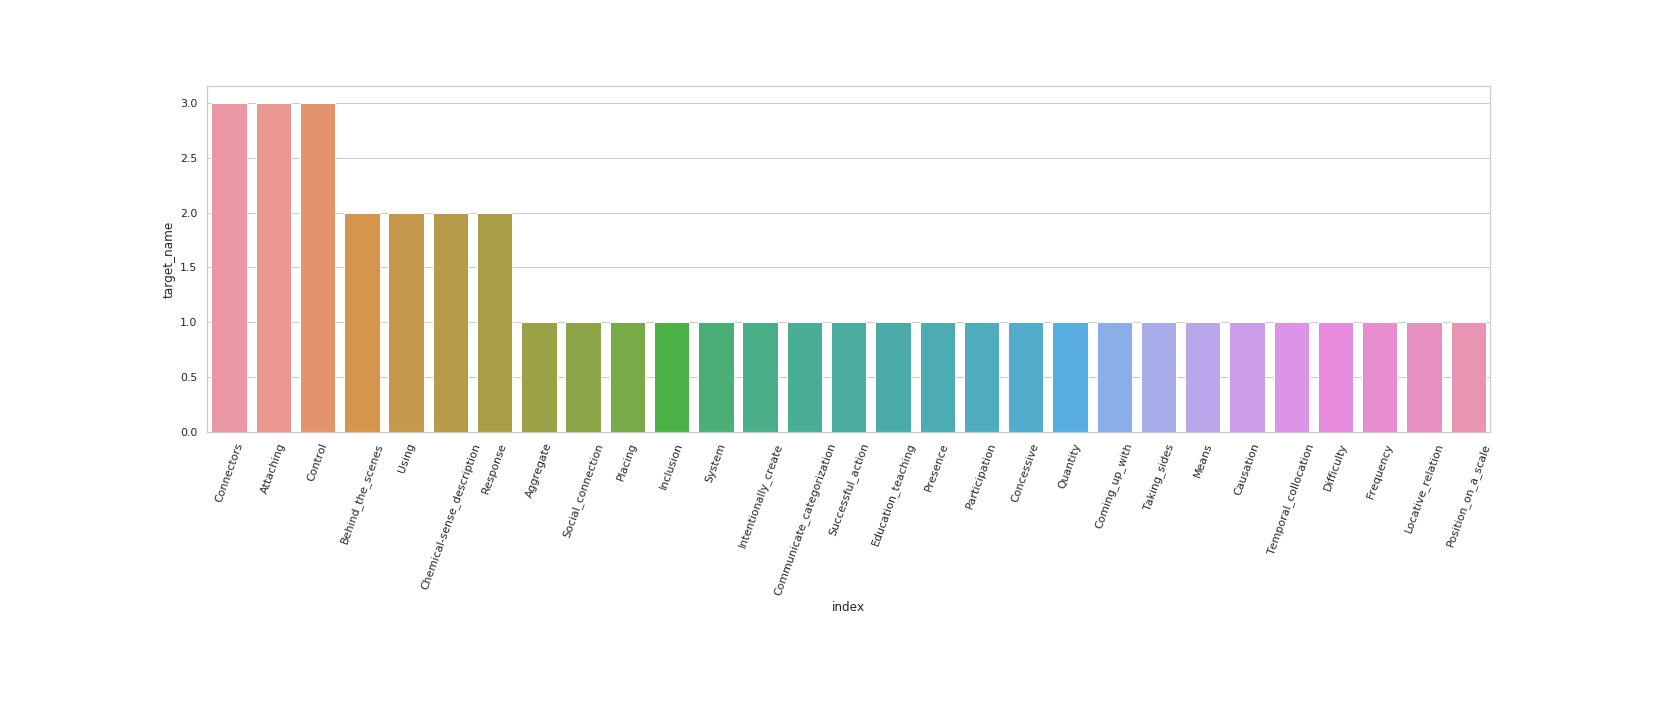 3.0
2.5
2.0
1.5
1.0
0.5
0.0
target_name
Connectors
Attaching
Control
Behind_the_scenes
Using
Chemical-sense_description
Response
Aggregate
Social_connection
Placing
Inclusion
System
Intentionally_create
Communicate_categorization
Successful_action
Education_teaching
Presence
Participation
Concessive
Quantity
Coming_up_with
Taking_sides
Means
Causation
Temporal_collocation
Difficulty
Frequency
Locative_relation
Position_on_a_scale
index